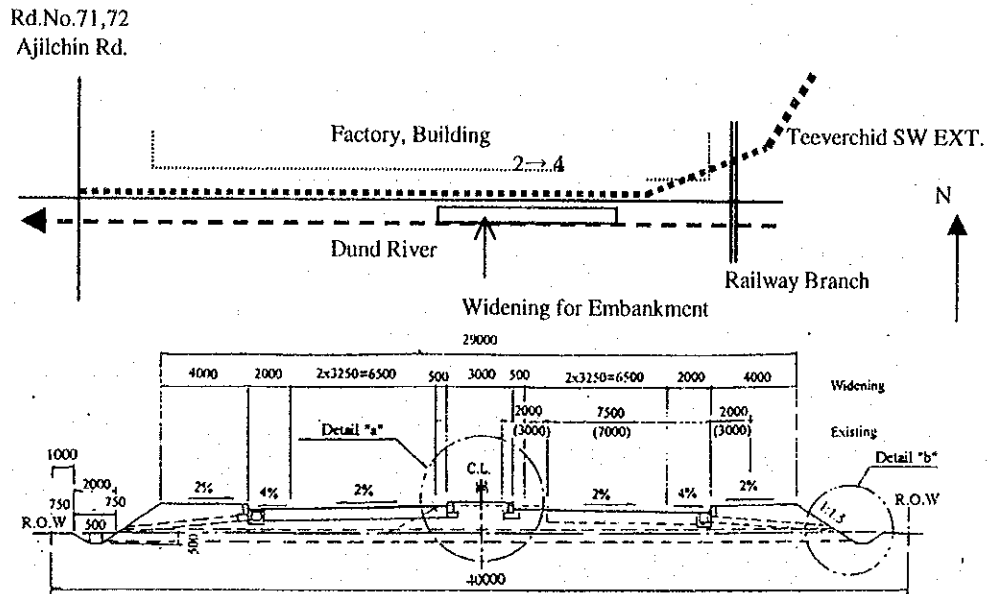 Rd.No.71,72
Ajilchin Rd.
Factory, Building
2→4
Teeverchid SW EXT.
N
Dund River
Railway Branch
Widening for Embankment
29000
4000 2000 2x3250=6500 500 3000 500 2x3250=6500 2000 4000 Widening
2000 7500 2000
(3000) (7000) (3000) Existing
Detail "a" Detail "b"
1000 C.L.
2000 2% 4% 2% 2% 4% 2%
750 750 1:1.5
R.O.W 500 R.O.W
500
40000